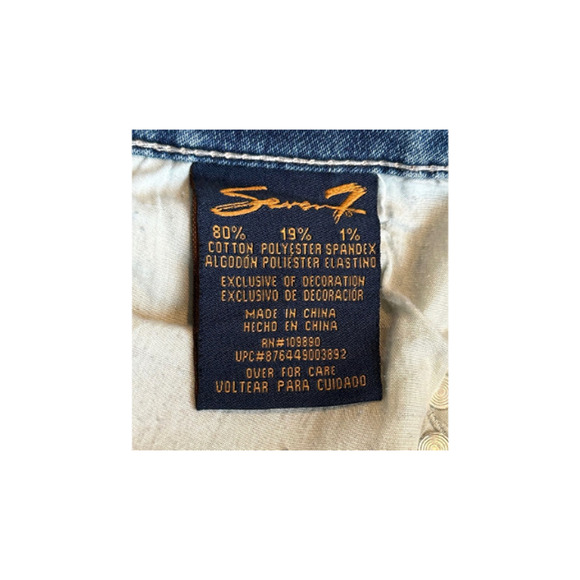 Seven7
80% 19% 1%
COTTON POLYESTER SPANDEX
ALGODÓN POLIÉSTER ELASTINO
EXCLUSIVE OF DECORATION
EXCLUSIVO DE DECORACIÓR
MADE IN CHINA
HECHO EN CHINA
RN#109890
UPC#876449003892
OVER FOR CARE
VOLTEAR PARA CUIDADO